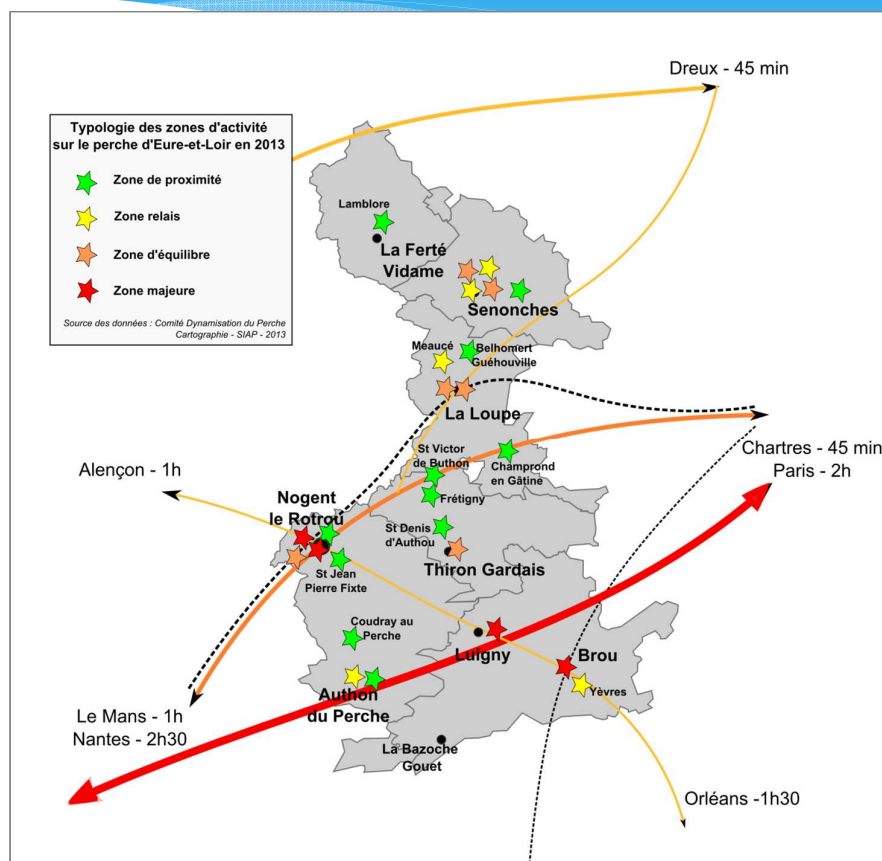 Dreux - 45 min
Typologie des zones d'activité
sur le perche d'Eure-et-Loir en 2013
Zone de proximité
Zone relais
Zone d'équilibre
Zone majeure
Source des données : Comité Dynamisation du Perche
Cartographie - SIAP - 2013
Lamblore
La Ferté
Vidame
Senonches
Meaucé
Belhomert
Guéhouville
La Loupe
Alençon - 1h
St Victor
de Buthon
Champrond
en Gâtine
Chartres - 45 min
Paris - 2h
Nogent
le Rotrou
Frétigny
St Denis
d'Authou
Thiron Gardais
St Jean
Pierre Fixte
Coudray au
Perche
Luigny
Brou
Yèvres
Authon
du Perche
Le Mans - 1h
Nantes - 2h30
La Bazoche
Gouet
Orléans -1h30